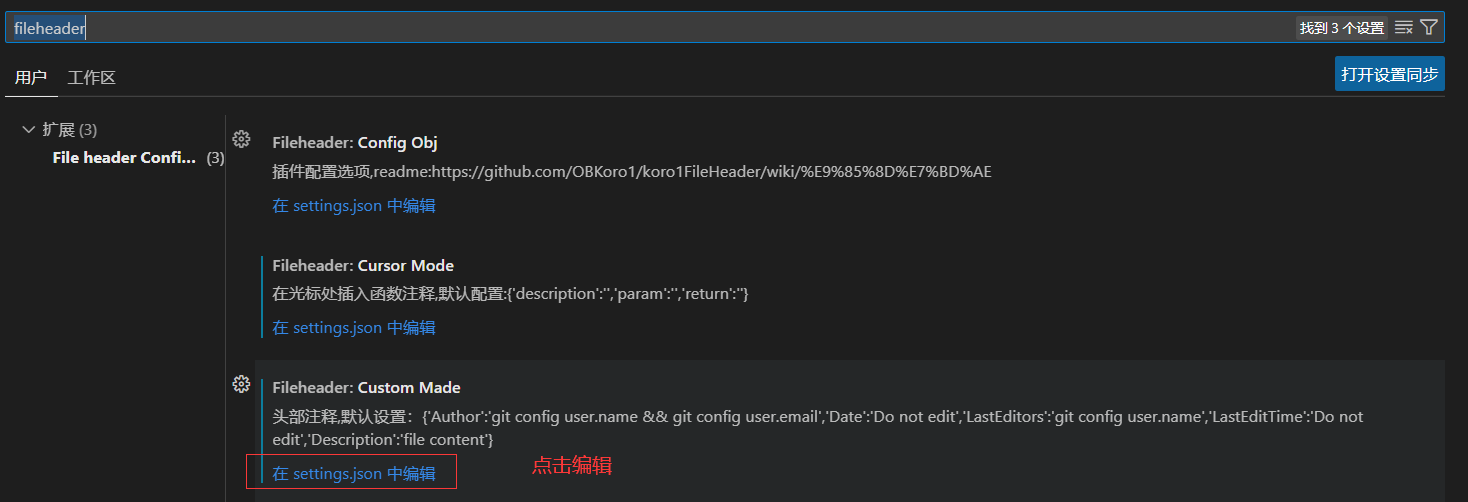 fileheader
找到 3 个设置
用户
工作区
打开设置同步
扩展 (3)
File header Confi... (3)
Fileheader: Config Obj
插件配置选项,readme:https://github.com/OBKoro1/koro1FileHeader/wiki/%E9%85%8D%E7%BD%AE
在 settings.json 中编辑
Fileheader: Cursor Mode
在光标处插入函数注释,默认配置:{'description':'','param':'','return':''}
在 settings.json 中编辑
Fileheader: Custom Made
头部注释,默认设置：{'Author':'git config user.name && git config user.email','Date':'Do not edit','LastEditors':'git config user.name','LastEditTime':'Do not
edit','Description':'file content'}
在 settings.json 中编辑
点击编辑